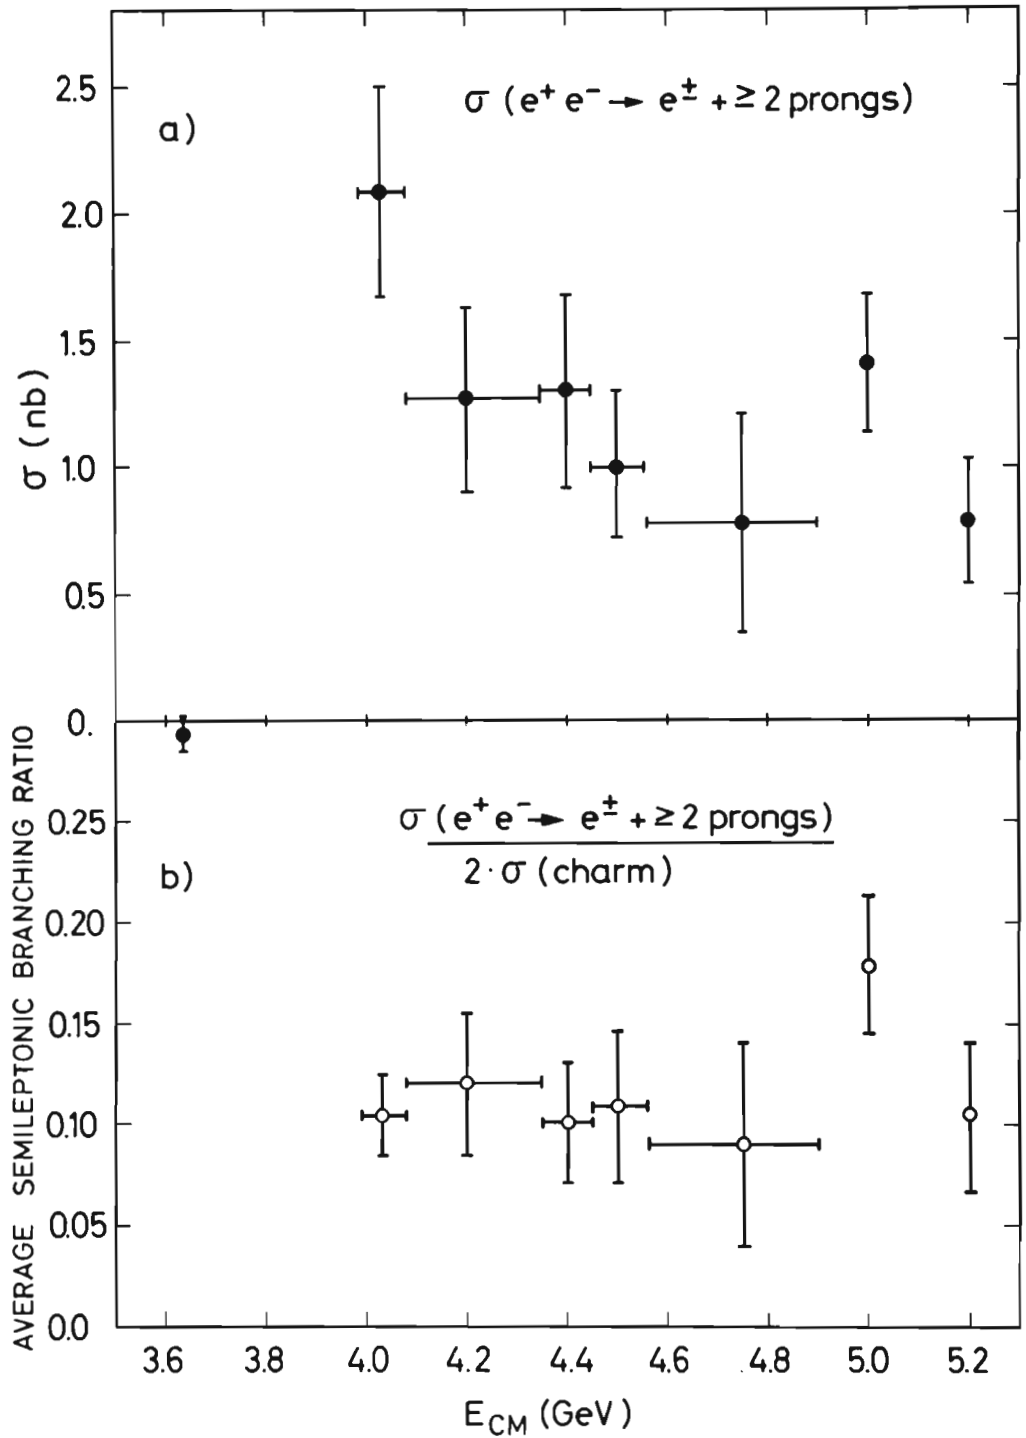 2.5
a)
σ (e⁺ e⁻ → e± + ≥ 2 prongs)
2.0
1.5
σ (nb)
1.0
0.5
0.
AVERAGE SEMILEPTONIC BRANCHING RATIO
0.25
σ (e⁺ e⁻ → e± + ≥ 2 prongs)
2 · σ (charm)
b)
0.20
0.15
0.10
0.05
0.0
3.6 3.8 4.0 4.2 4.4 4.6 4.8 5.0 5.2
E_CM (GeV)